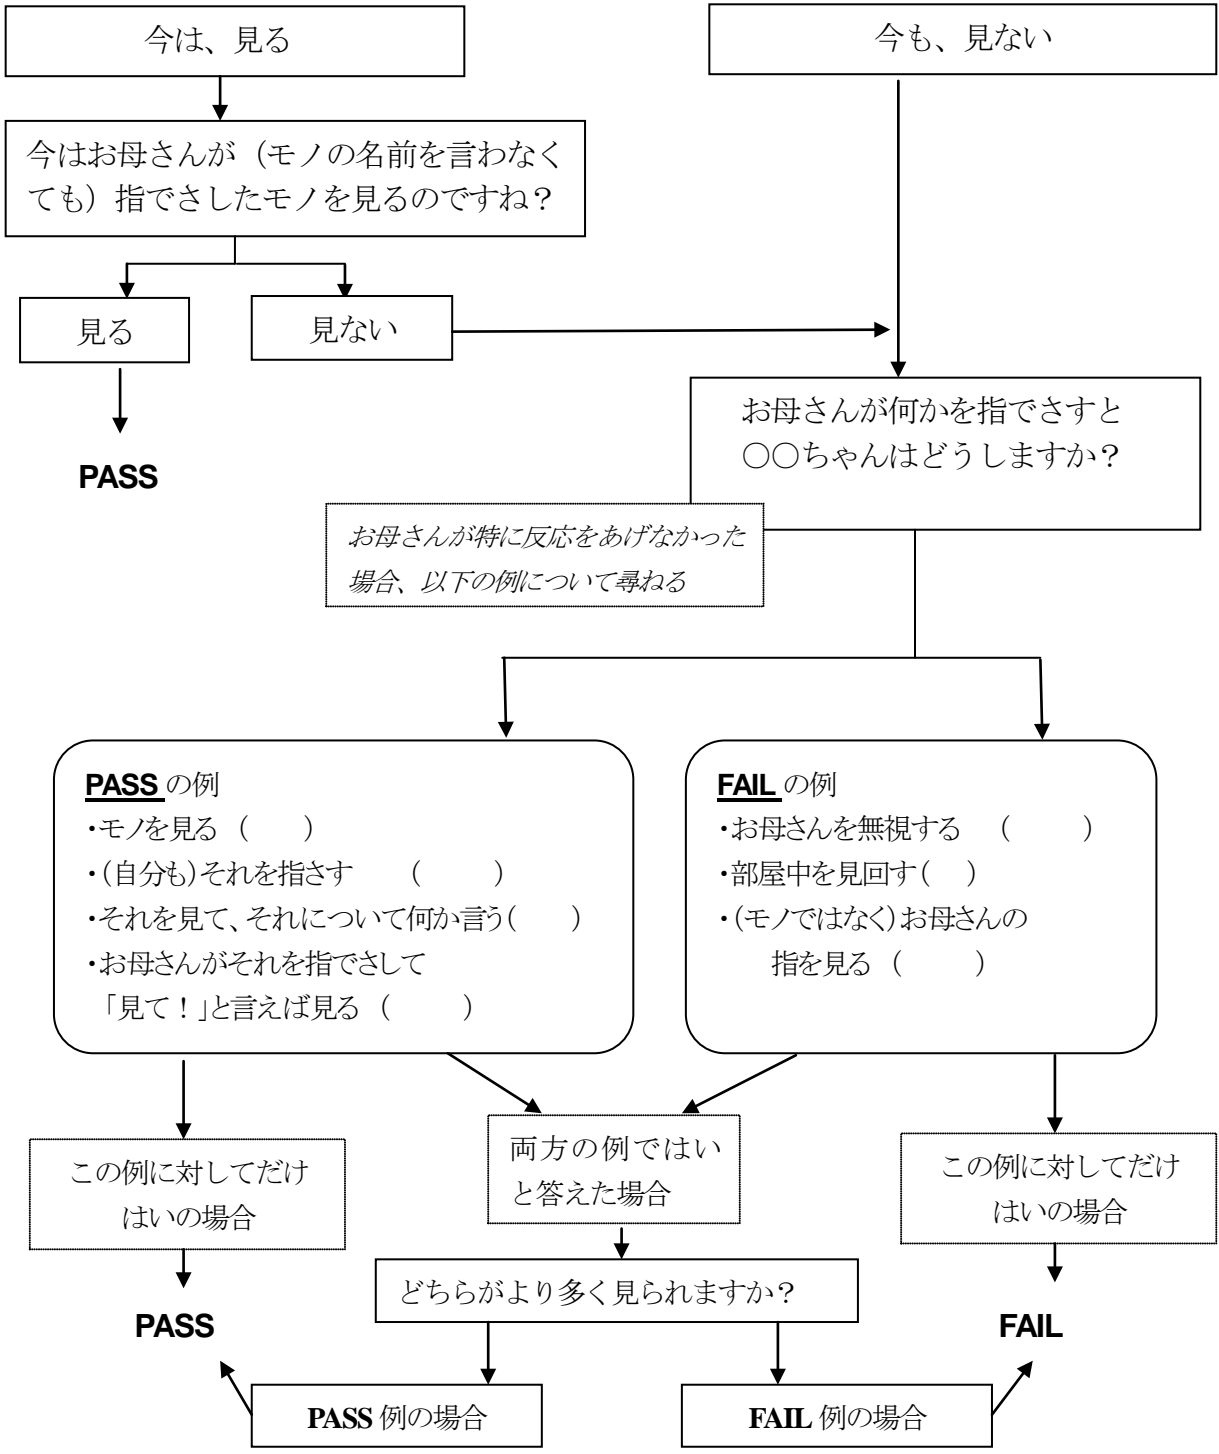 今は、見る
今も、見ない
今はお母さんが（モノの名前を言わなく
ても）指でさしたモノを見るのですね？
見る
見ない
PASS
お母さんが何かを指でさすと
○○ちゃんはどうしますか？
お母さんが特に反応をあげなかった
場合、以下の例について尋ねる
PASS の例
・モノを見る （　　）
・（自分も）それを指さす　　（　　　）
・それを見て、それについて何か言う（　　）
・お母さんがそれを指でさして
「見て！」と言えば見る （　　　）
FAIL の例
・お母さんを無視する　（　　　）
・部屋中を見回す（　）
・（モノではなく）お母さんの
指を見る （　　　）
この例に対してだけ
はいの場合
両方の例ではい
と答えた場合
この例に対してだけ
はいの場合
どちらがより多く見られますか？
PASS
FAIL
PASS 例の場合
FAIL 例の場合